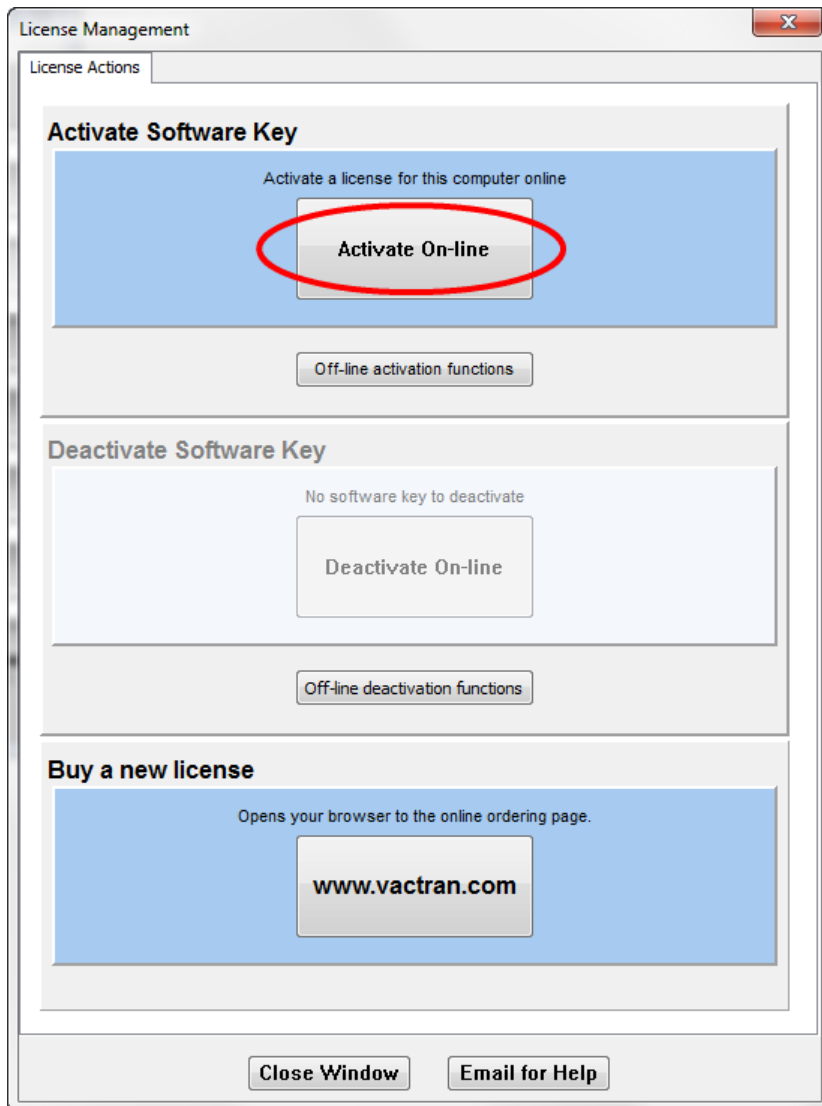 License Management
License Actions
Activate Software Key
Activate a license for this computer online
Activate On-line
Off-line activation functions
Deactivate Software Key
No software key to deactivate
Deactivate On-line
Off-line deactivation functions
Buy a new license
Opens your browser to the online ordering page.
www.vactran.com
Close Window
Email for Help